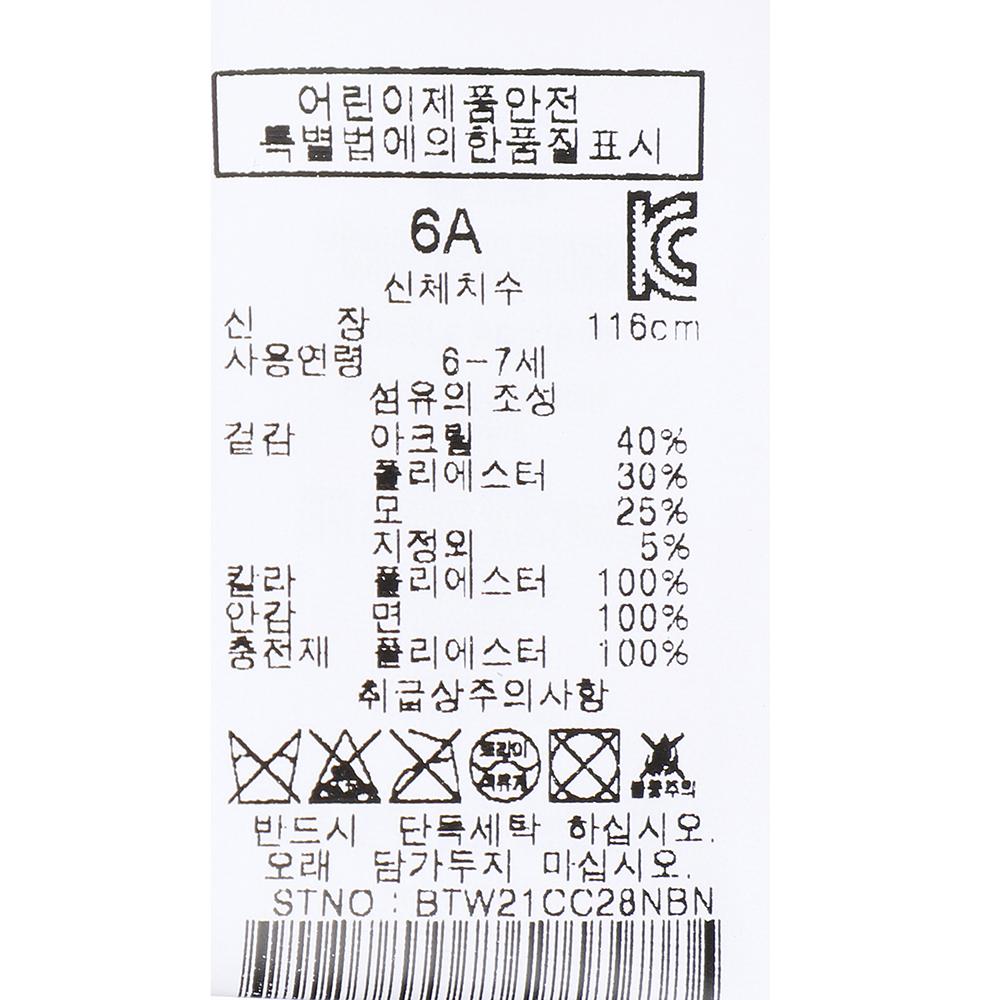 어린이제품안전
특별법에의한품질표시
6A
신체치수
신 장 116cm
사용연령 6-7세
섬유의 조성
겉감 아크릴 40%
폴리에스터 30%
모 25%
지정외 5%
칼라 폴리에스터 100%
안감 면 100%
충전재 폴리에스터 100%
취급상주의사항
드라이
석유계
불꽃주의
반드시 단독세탁 하십시오.
오래 담가두지 마십시오.
STNO : BTW21CC28NBN